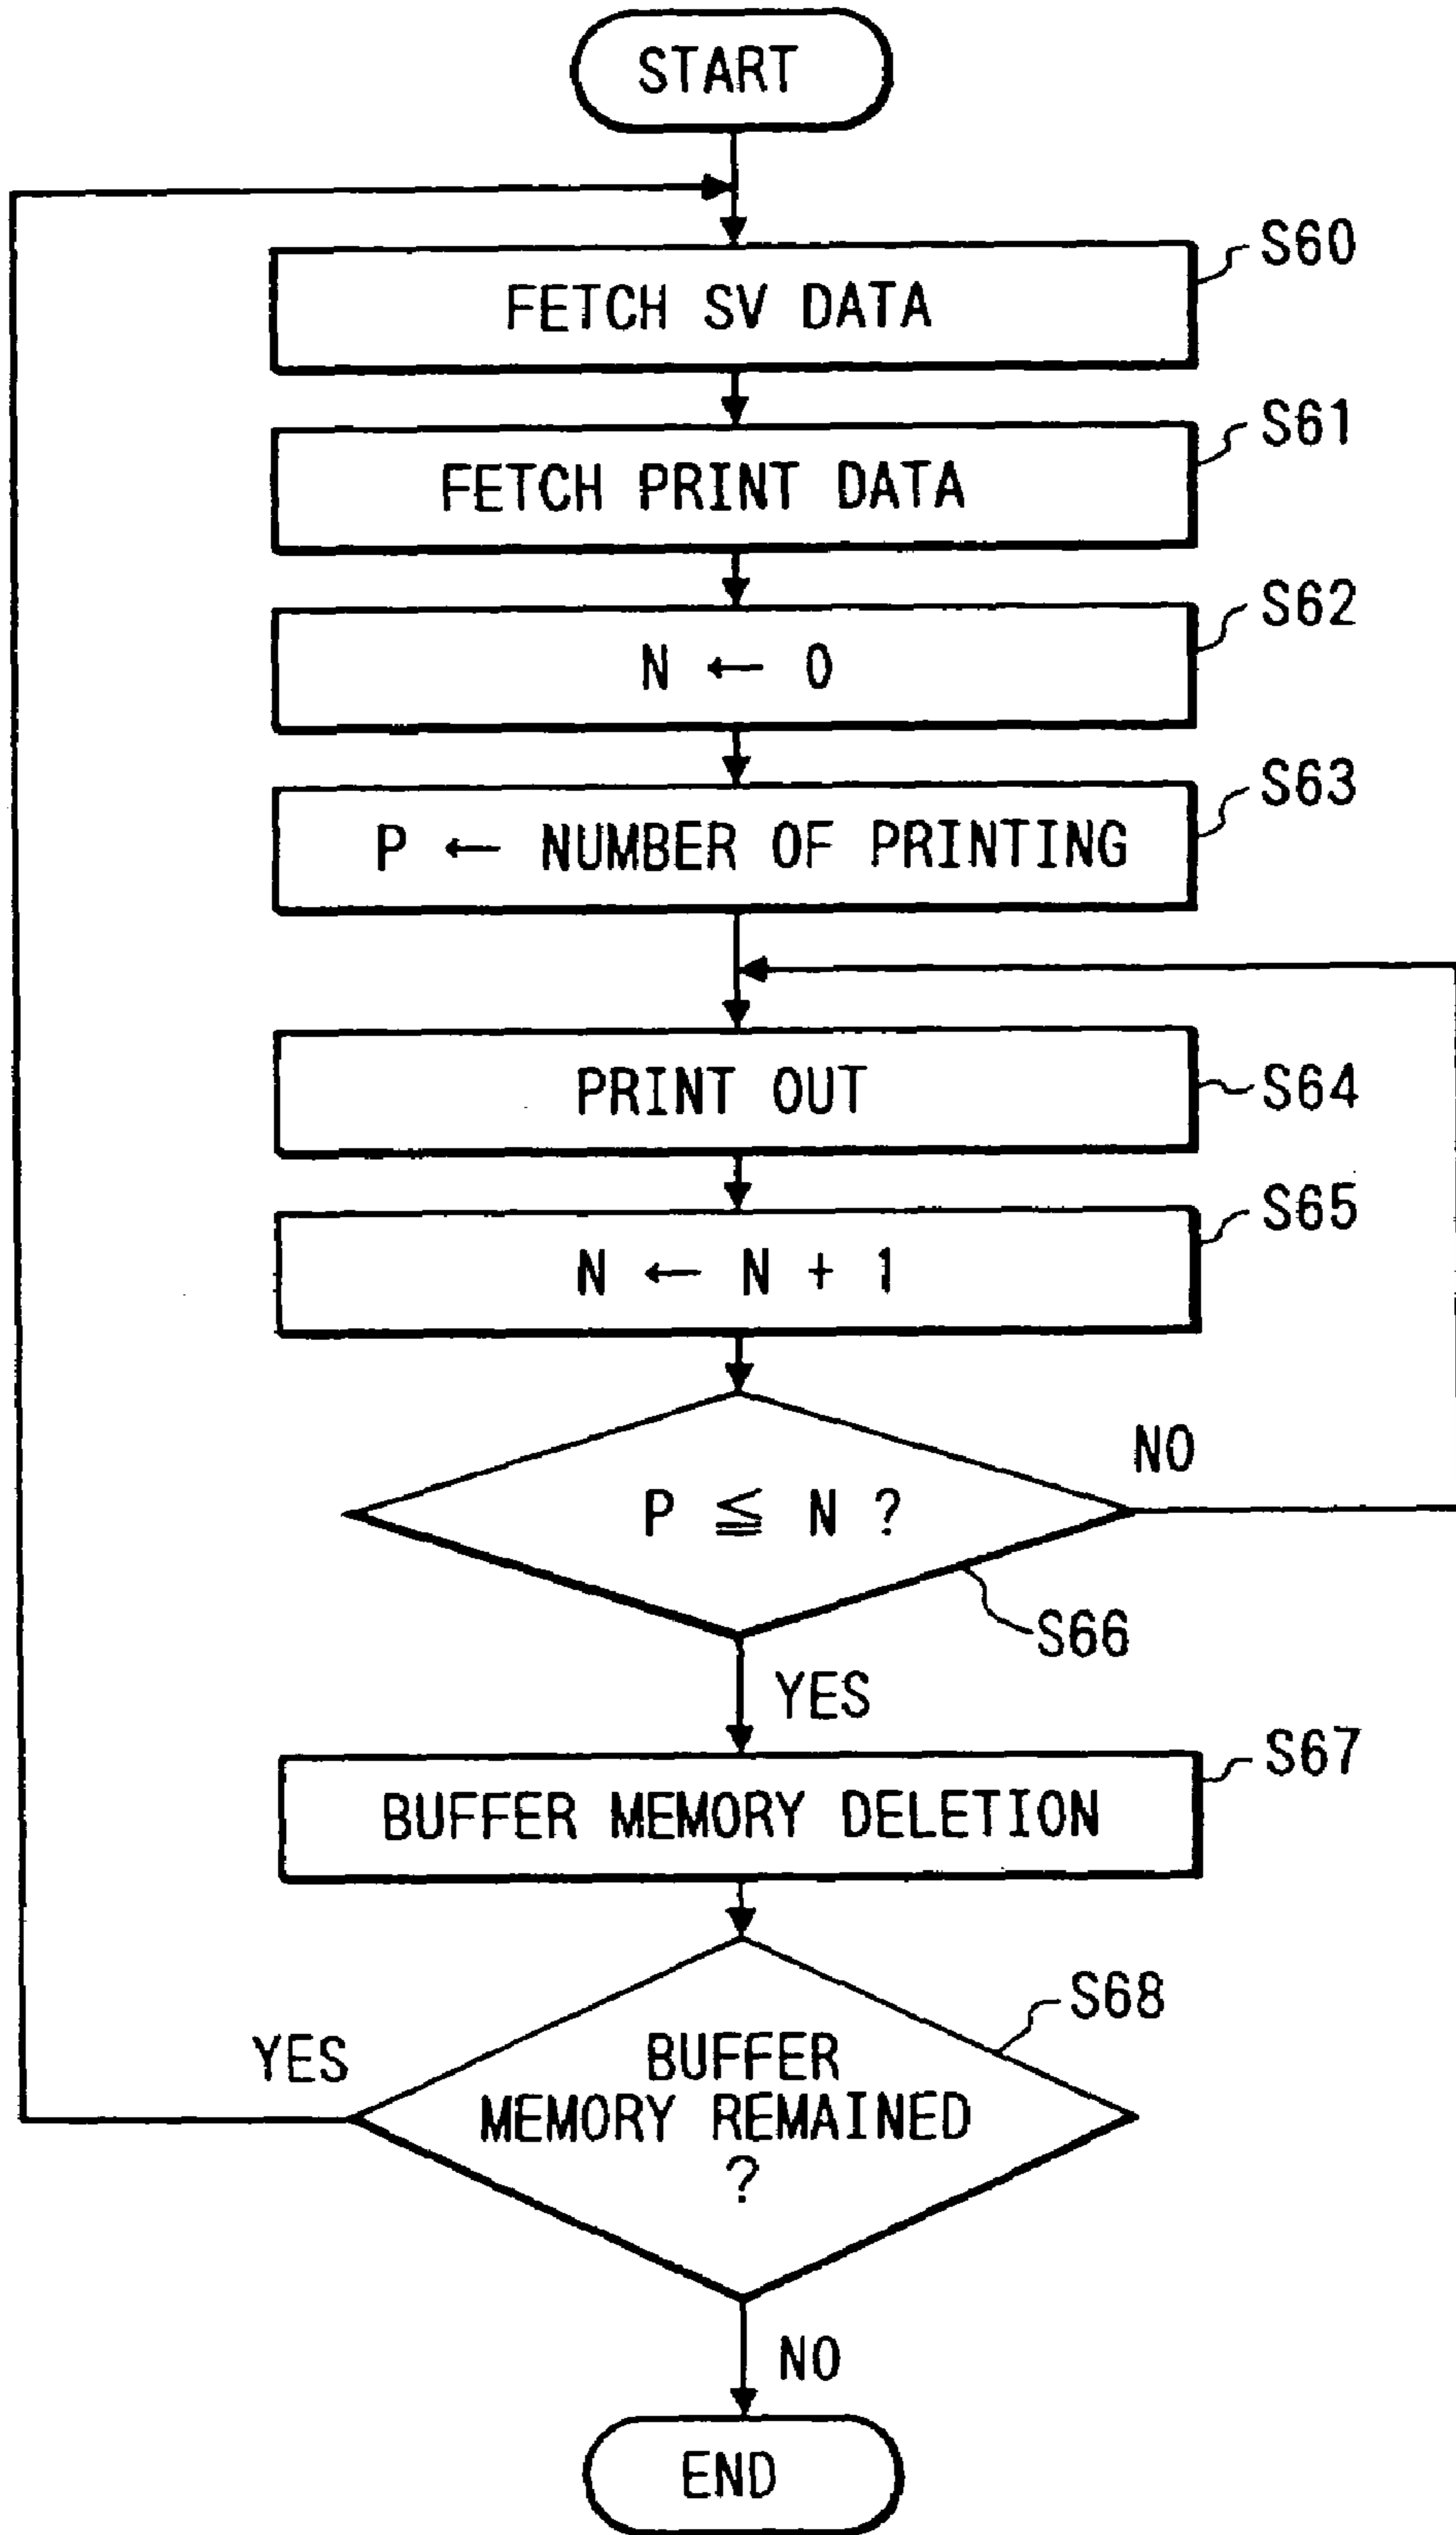 START
S60
FETCH SV DATA
S61
FETCH PRINT DATA
S62
N ← 0
S63
P ← NUMBER OF PRINTING
PRINT OUT
S64
S65
N ← N + 1
NO
P ≦ N ?
S66
YES
S67
BUFFER MEMORY DELETION
S68
YES
BUFFER
MEMORY REMAINED
?
NO
END